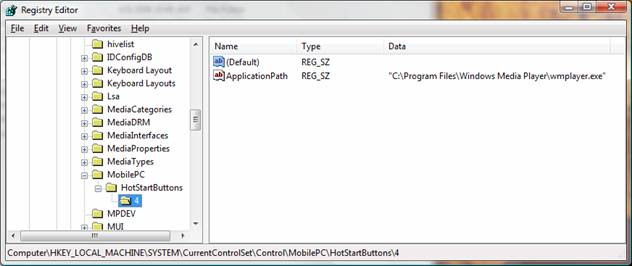 Registry Editor
File Edit View Favorites Help
hivelist
IDConfigDB
Keyboard Layout
Keyboard Layouts
Lsa
MediaCategories
MediaDRM
MediaInterfaces
MediaProperties
MediaTypes
MobilePC
HotStartButtons
4
MPDEV
MUI
Name Type Data
ab (Default) REG_SZ
ab ApplicationPath REG_SZ "C:\Program Files\Windows Media Player\wmplayer.exe"
Computer\HKEY_LOCAL_MACHINE\SYSTEM\CurrentControlSet\Control\MobilePC\HotStartButtons\4